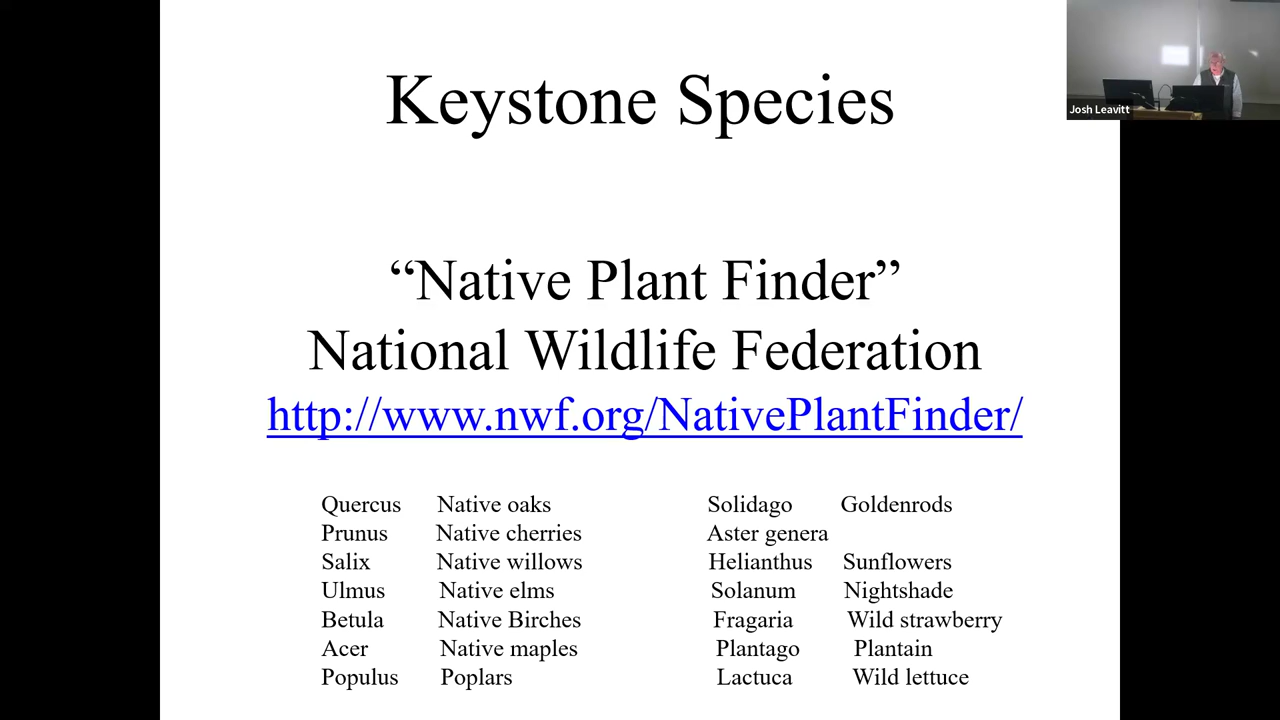 Keystone Species
Josh Leavitt
“Native Plant Finder”
National Wildlife Federation
http://www.nwf.org/NativePlantFinder/
Quercus Native oaks
Prunus Native cherries
Salix Native willows
Ulmus Native elms
Betula Native Birches
Acer Native maples
Populus Poplars
Solidago Goldenrods
Aster genera
Helianthus Sunflowers
Solanum Nightshade
Fragaria Wild strawberry
Plantago Plantain
Lactuca Wild lettuce